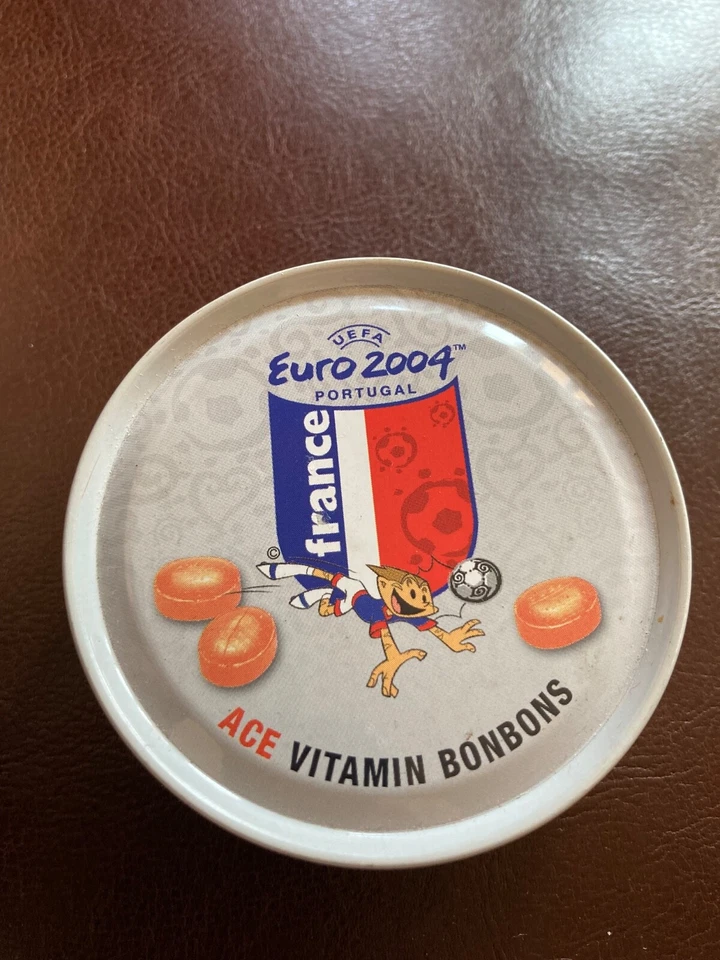 UEFA
Euro 2004™
PORTUGAL
france
©
ACE VITAMIN BONBONS